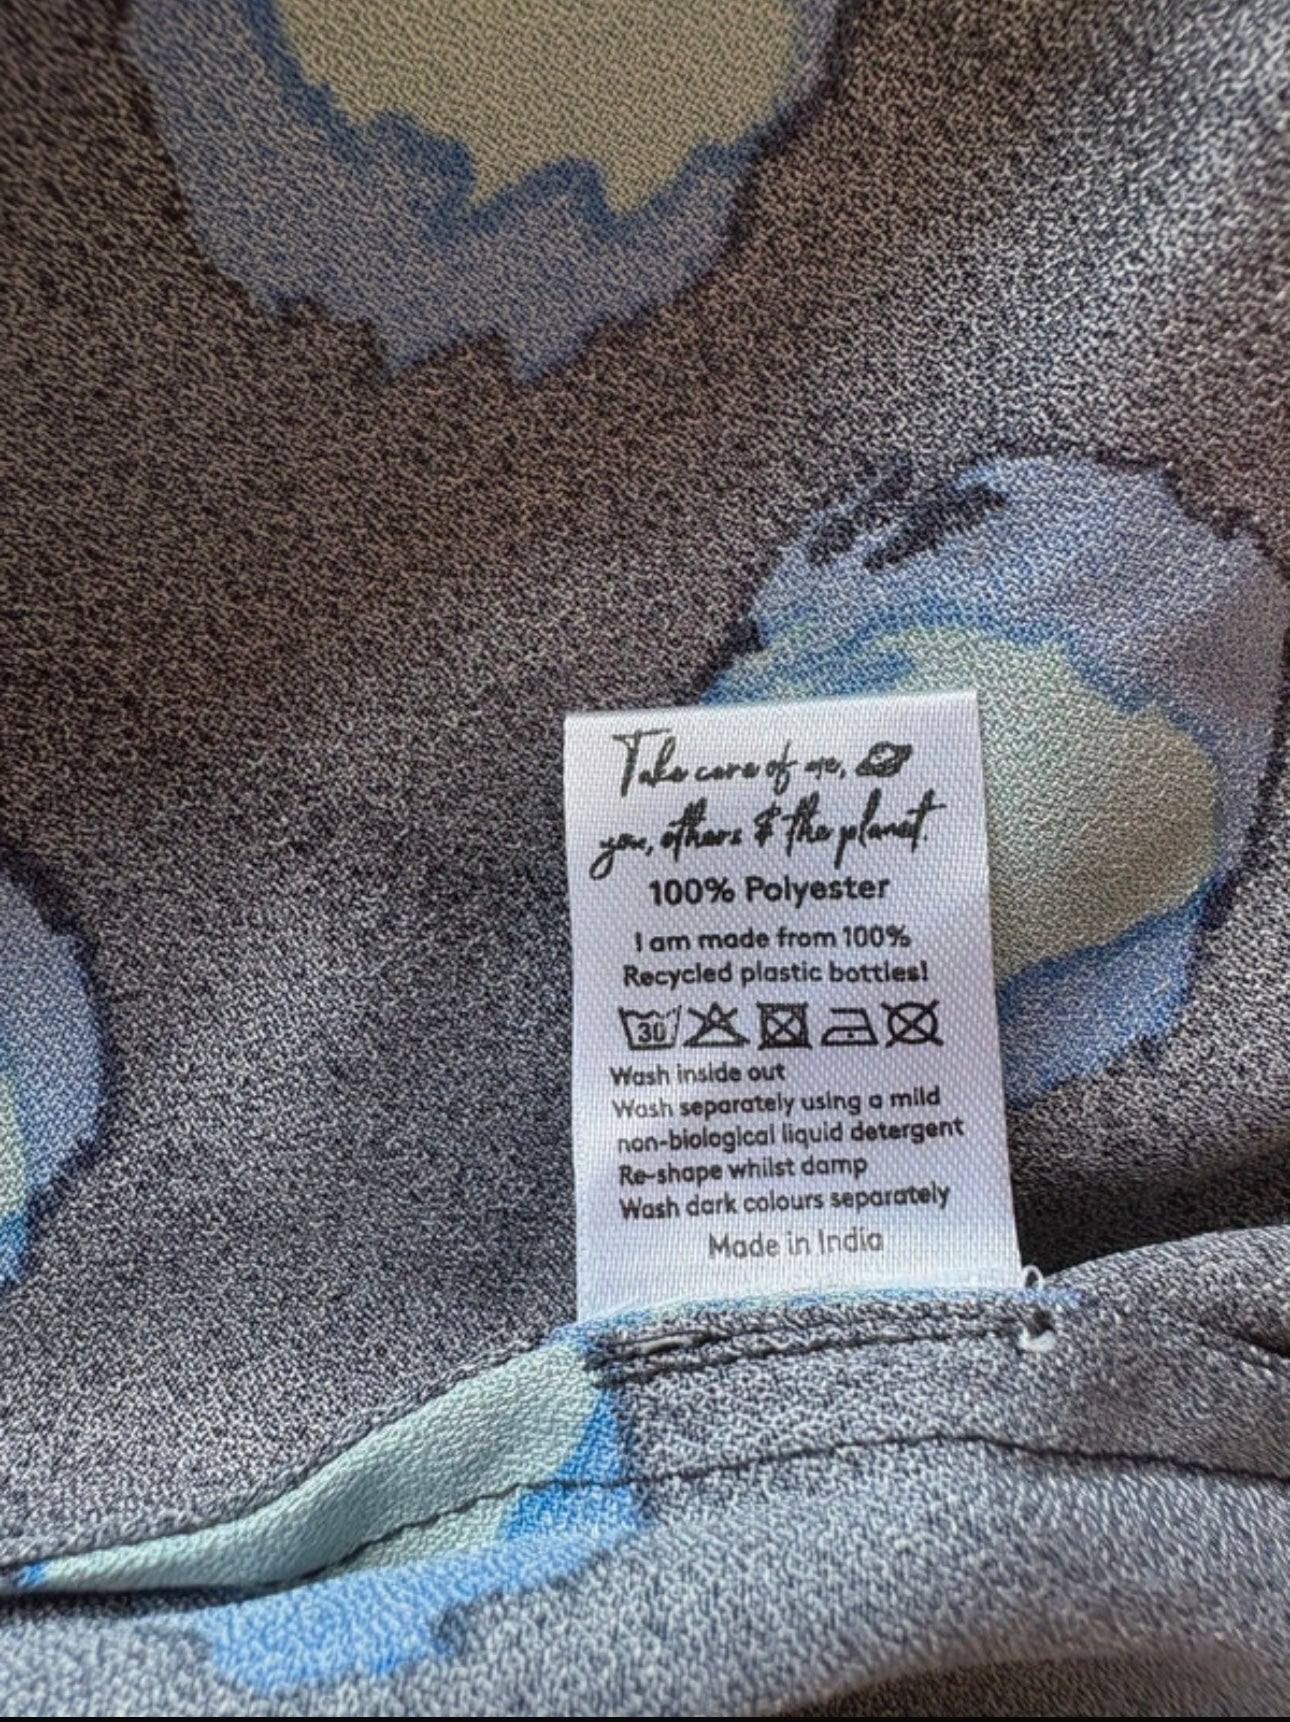 Take care of me,
you, others & the planet.
100% Polyester
I am made from 100%
Recycled plastic bottles!
30
Wash inside out
Wash separately using a mild
non-biological liquid detergent
Re-shape whilst damp
Wash dark colours separately
Made in India